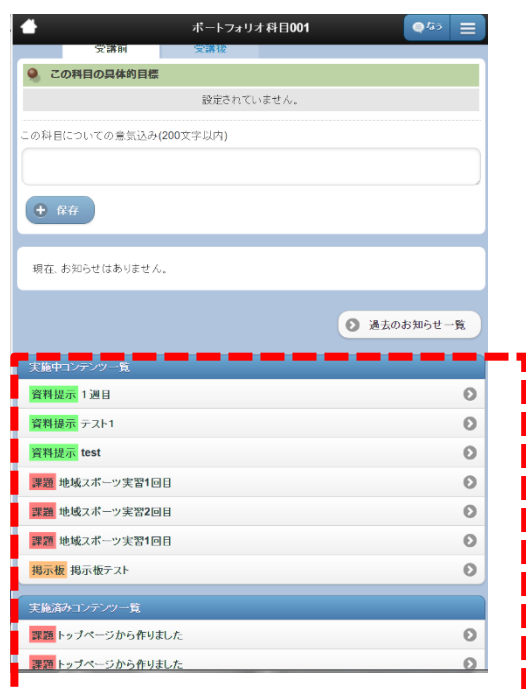 ポートフォリオ科目001
なう
受講前
受講後
この科目の具体的目標
設定されていません。
この科目についての意気込み(200文字以内)
保存
現在、お知らせはありません。
過去のお知らせ一覧
実施中コンテンツ一覧
資料提示 1週目
資料提示 テスト1
資料提示 test
課題 地域スポーツ実習1回目
課題 地域スポーツ実習2回目
課題 地域スポーツ実習1回目
掲示板 掲示板テスト
実施済みコンテンツ一覧
課題 トップページから作りました
課題 トップページから作りました